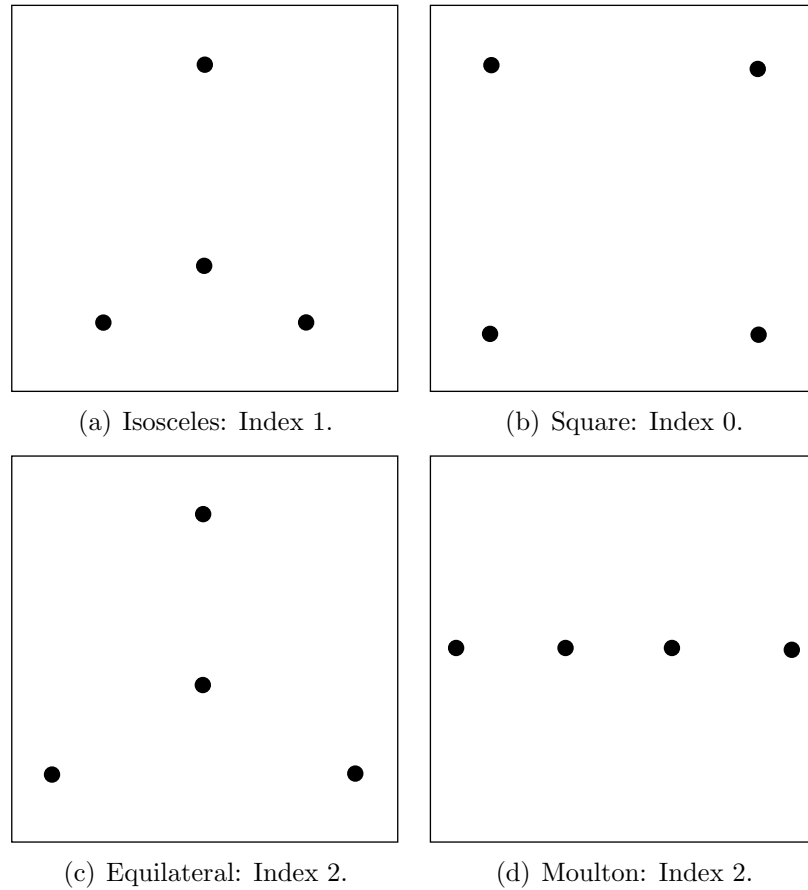 (a) Isosceles: Index 1.
(b) Square: Index 0.
(c) Equilateral: Index 2.
(d) Moulton: Index 2.